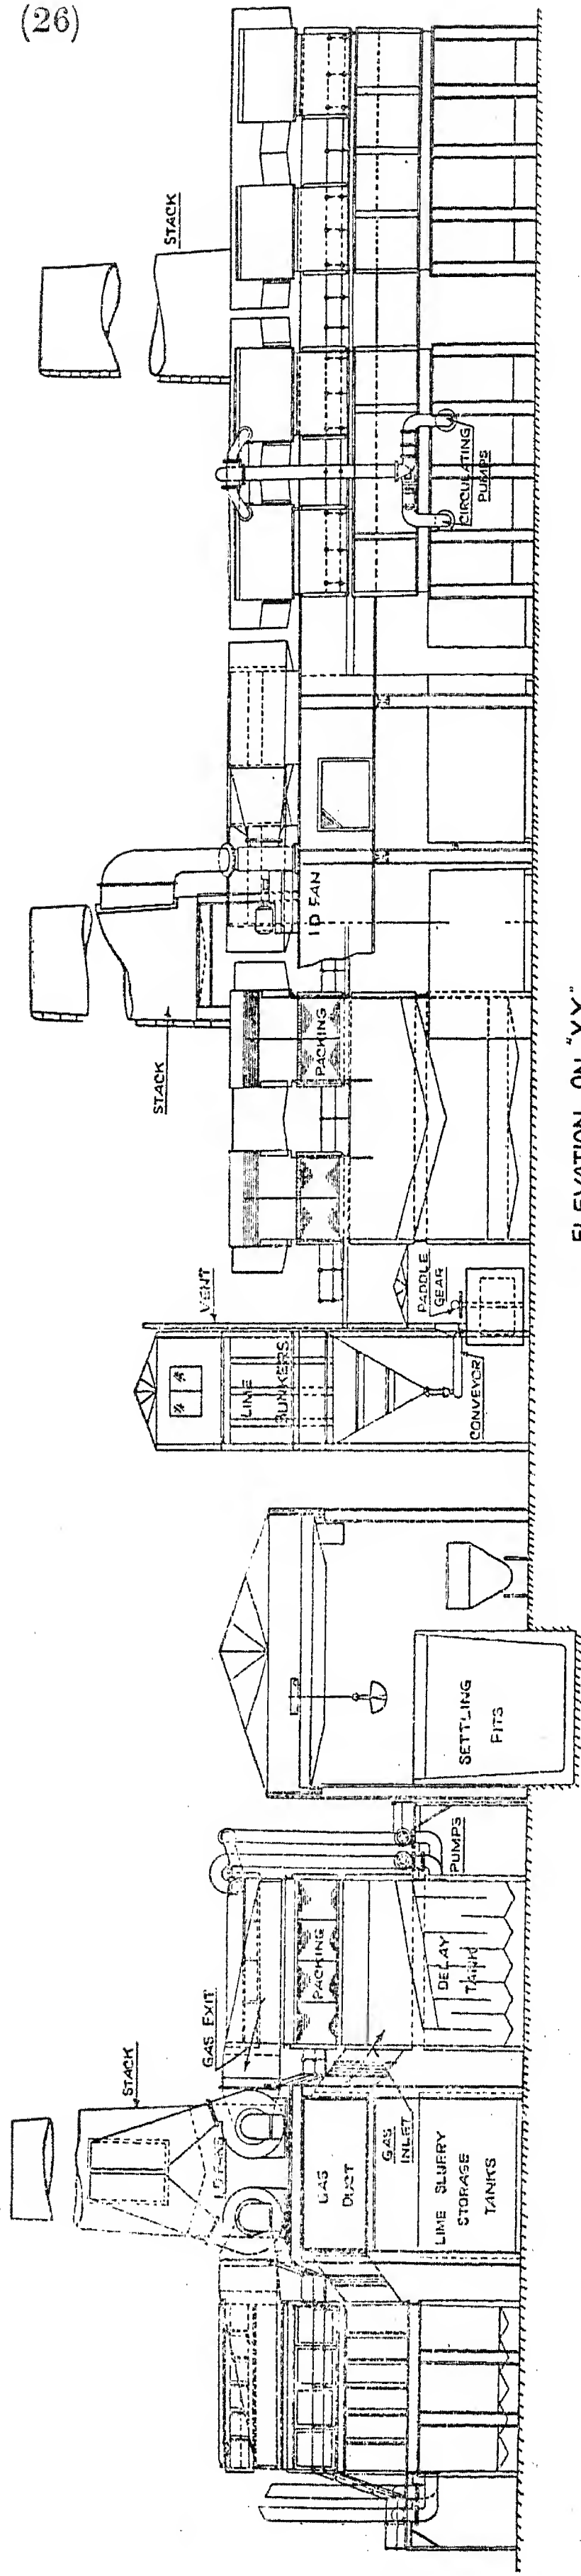 (26)
STACK
GAS EXIT
I D FANS
GAS
DUCT
GAS
INLET
LIME SLURRY
STORAGE
TANKS
PACKING
DELAY
TANK
PUMPS
SETTLING
PITS
VENT
LIME
BUNKERS
PADDLE
GEAR
CONVEYOR
STACK
PACKING
I D FAN
STACK
CIRCULATING
PUMPS
ELEVATION ON "XX"